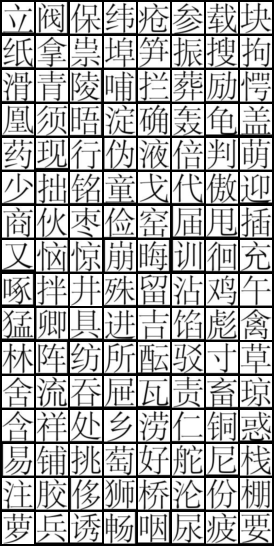 立阀保纬疮参载块
纸拿祟埠笋振搜拘
滑青陵哺拦葬励愕
凰须晤淀确轰龟盖
药现行伪液倍判萌
少拙铭童戈代傲迎
商伙枣俭窑届甩插
又恼惊崩晦训徊充
啄拌井殊留沾鸡午
猛卿具进吉馅彪禽
林阵纺所酝驳寸草
舍流吞屉瓦责畜琼
含祥处乡涝仁铜惑
易铺挑萄好舵尼栈
注胶侈狮桥沦份棚
萝兵诱畅咽尿疲要